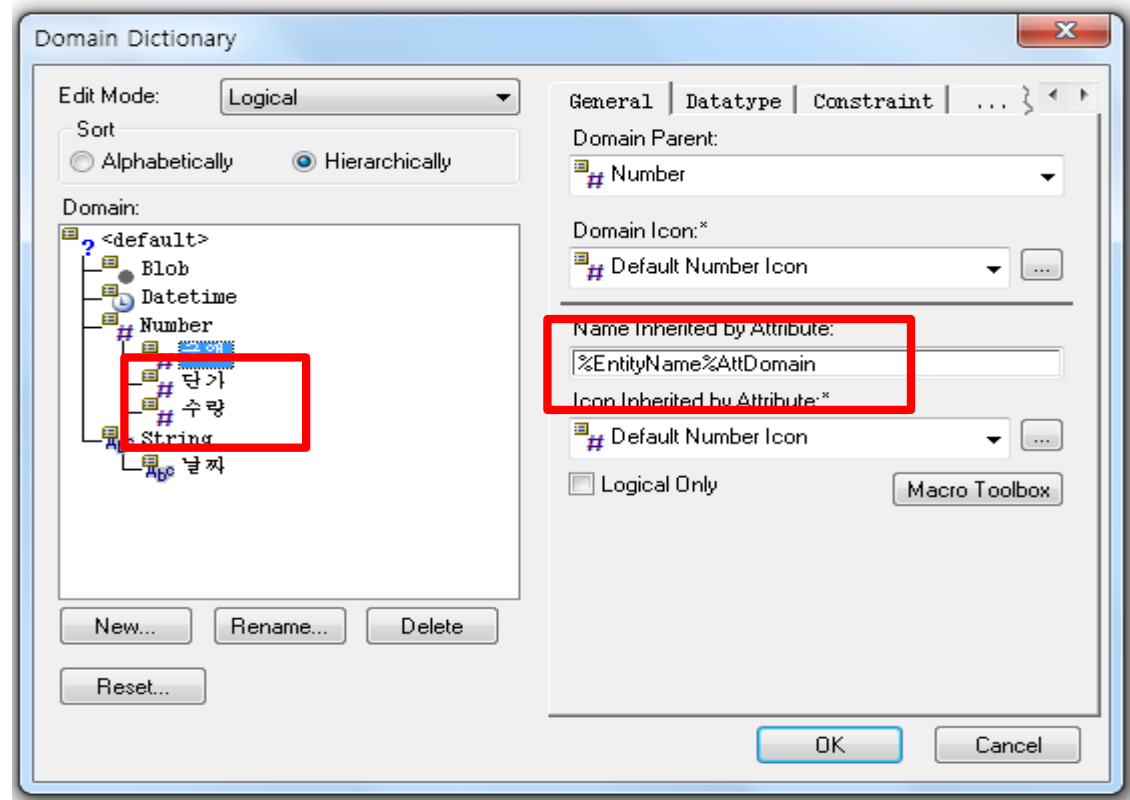 Domain Dictionary
Edit Mode:
Logical
Sort
Alphabetically
Hierarchically
Domain:
<default>
Blob
Datetime
Number
단가
수량
String
날짜
New...
Rename...
Delete
Reset...
General
Datatype
Constraint
...
Domain Parent:
Number
Domain Icon:*
Default Number Icon
...
Name Inherited by Attribute:
%EntityName%AttDomain
Icon Inherited by Attribute:*
Default Number Icon
...
Logical Only
Macro Toolbox
OK
Cancel